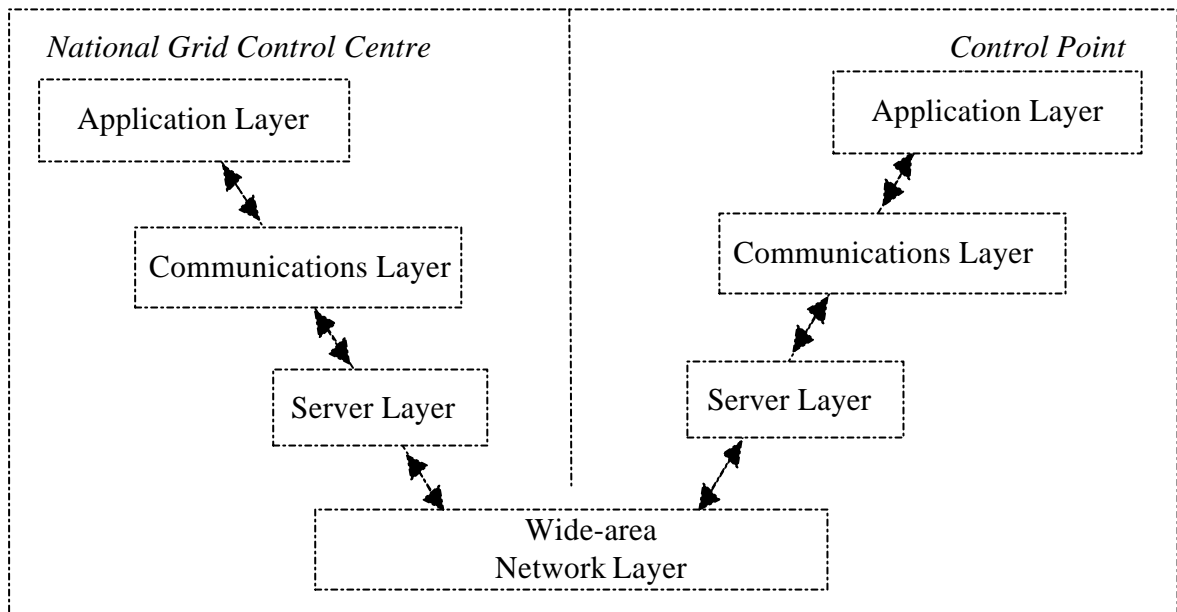 National Grid Control Centre
Control Point
Application Layer
Application Layer
Communications Layer
Communications Layer
Server Layer
Server Layer
Wide-area
Network Layer